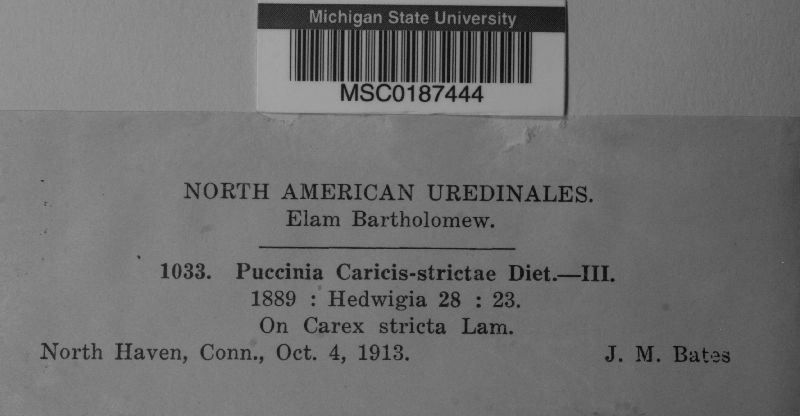 Michigan State University
MSC0187444
NORTH AMERICAN UREDINALES.
Elam Bartholomew.
1033. Puccinia Caricis-strictae Diet.—III.
1889 : Hedwigia 28 : 23.
On Carex stricta Lam.
North Haven, Conn., Oct. 4, 1913. J. M. Bates